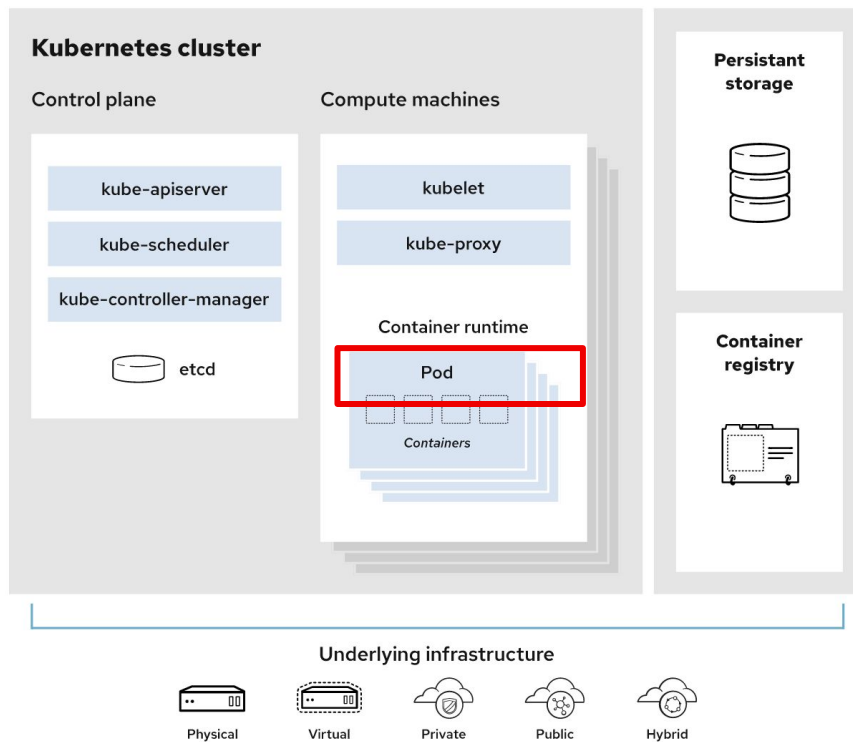 Kubernetes cluster
Control plane
kube-apiserver
kube-scheduler
kube-controller-manager
etcd
Compute machines
kubelet
kube-proxy
Container runtime
Pod
Containers
Persistant
storage
Container
registry
Underlying infrastructure
Physical
Virtual
Private
Public
Hybrid